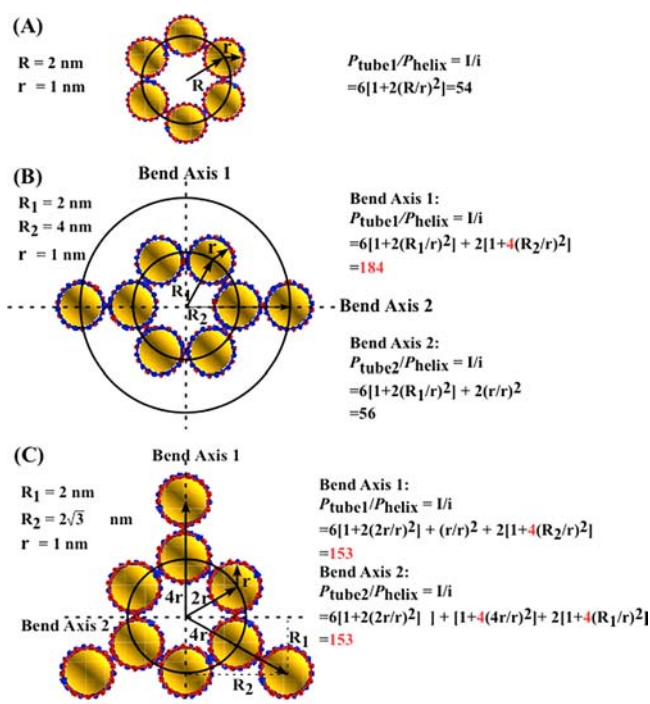 (A)
R = 2 nm
r = 1 nm
r
R
Ptube1/Phelix = I/i
=6[1+2(R/r)²]=54
(B)
Bend Axis 1
R1 = 2 nm
R2 = 4 nm
r = 1 nm
r
R1
R2
Bend Axis 2
Bend Axis 1:
Ptube1/Phelix = I/i
=6[1+2(R1/r)²] + 2[1+4(R2/r)²]
=184
Bend Axis 2:
Ptube2/Phelix = I/i
=6[1+2(R1/r)²] + 2(r/r)²
=56
(C)
Bend Axis 1
R1 = 2 nm
R2 = 2√3 nm
r = 1 nm
r
4r
2r
Bend Axis 2
4r
R1
R2
Bend Axis 1:
Ptube1/Phelix = I/i
=6[1+2(2r/r)²] + (r/r)² + 2[1+4(R2/r)²]
=153
Bend Axis 2:
Ptube2/Phelix = I/i
=6[1+2(2r/r)² ] + [1+4(4r/r)²]+ 2[1+4(R1/r)²]
=153